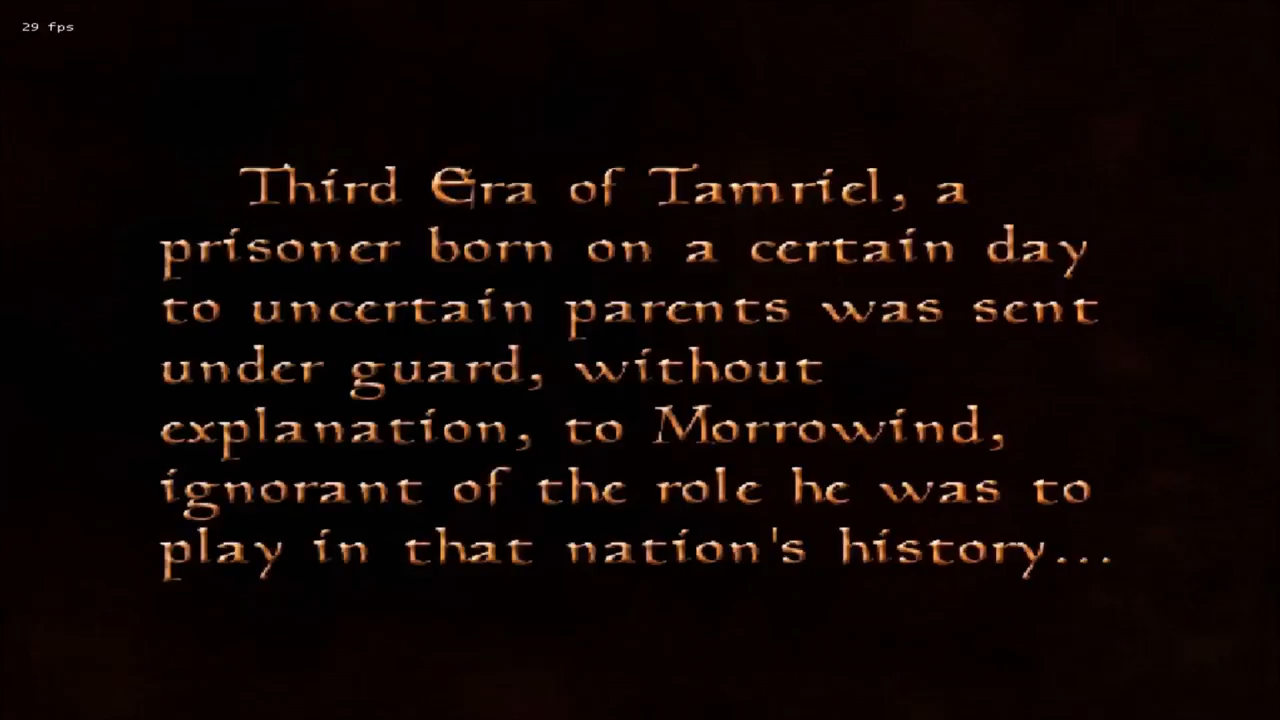 29 fps
Third Era of Tamriel, a
prisoner born on a certain day
to uncertain parents was sent
under guard, without
explanation, to Morrowind,
ignorant of the role he was to
play in that nation's history...